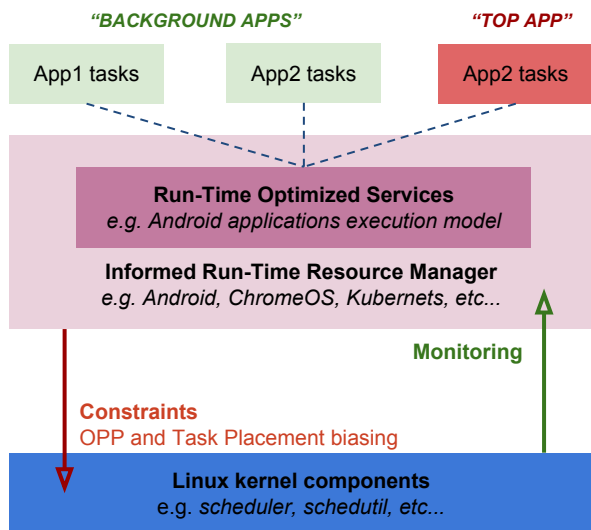 “BACKGROUND APPS”
“TOP APP”
App1 tasks
App2 tasks
App2 tasks
Run-Time Optimized Services
e.g. Android applications execution model
Informed Run-Time Resource Manager
e.g. Android, ChromeOS, Kubernets, etc...
Monitoring
Constraints
OPP and Task Placement biasing
Linux kernel components
e.g. scheduler, schedutil, etc...